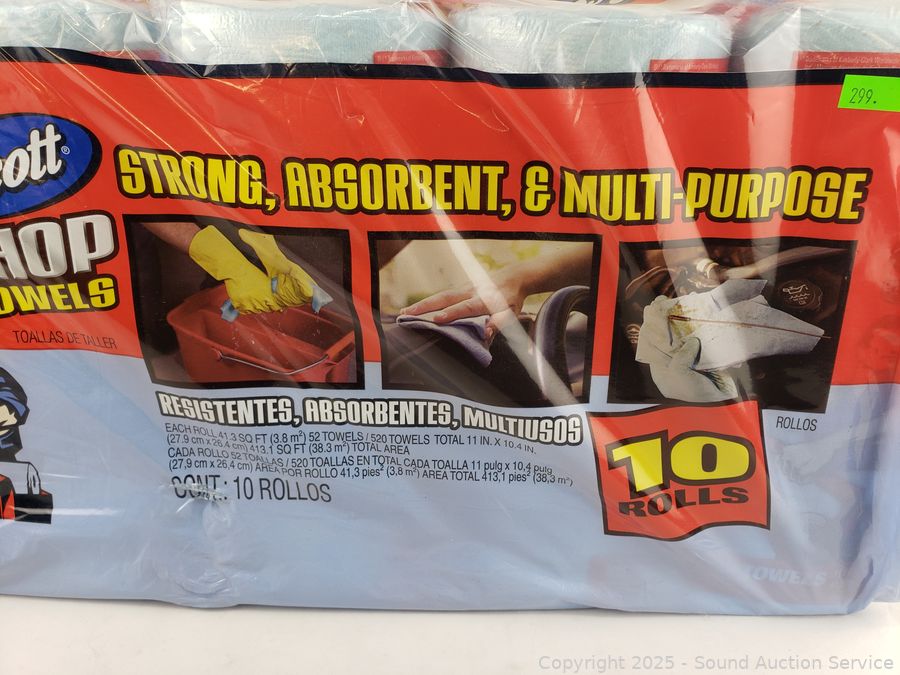 299.
ott®
STRONG, ABSORBENT, & MULTI-PURPOSE
HOP
OWELS
TOALLAS DE TALLER
RESISTENTES, ABSORBENTES, MULTIUSOS
EACH ROLL 41.3 SQ FT (3.8 m²) 52 TOWELS / 520 TOWELS TOTAL 11 IN. X 10.4 IN.
(27.9 cm x 26.4 cm) 413.1 SQ FT (38.3 m²) TOTAL AREA
CADA ROLLO 52 TOALLAS / 520 TOALLAS EN TOTAL CADA TOALLA 11 pulg x 10,4 pulg
(27,9 cm x 26,4 cm) ÁREA POR ROLLO 41,3 pies² (3,8 m²) ÁREA TOTAL 413,1 pies² (38,3 m²)
CONT.: 10 ROLLOS
10
ROLLS
ROLLOS
TOWELS
Copyright © 2025 - Sound Auction Service